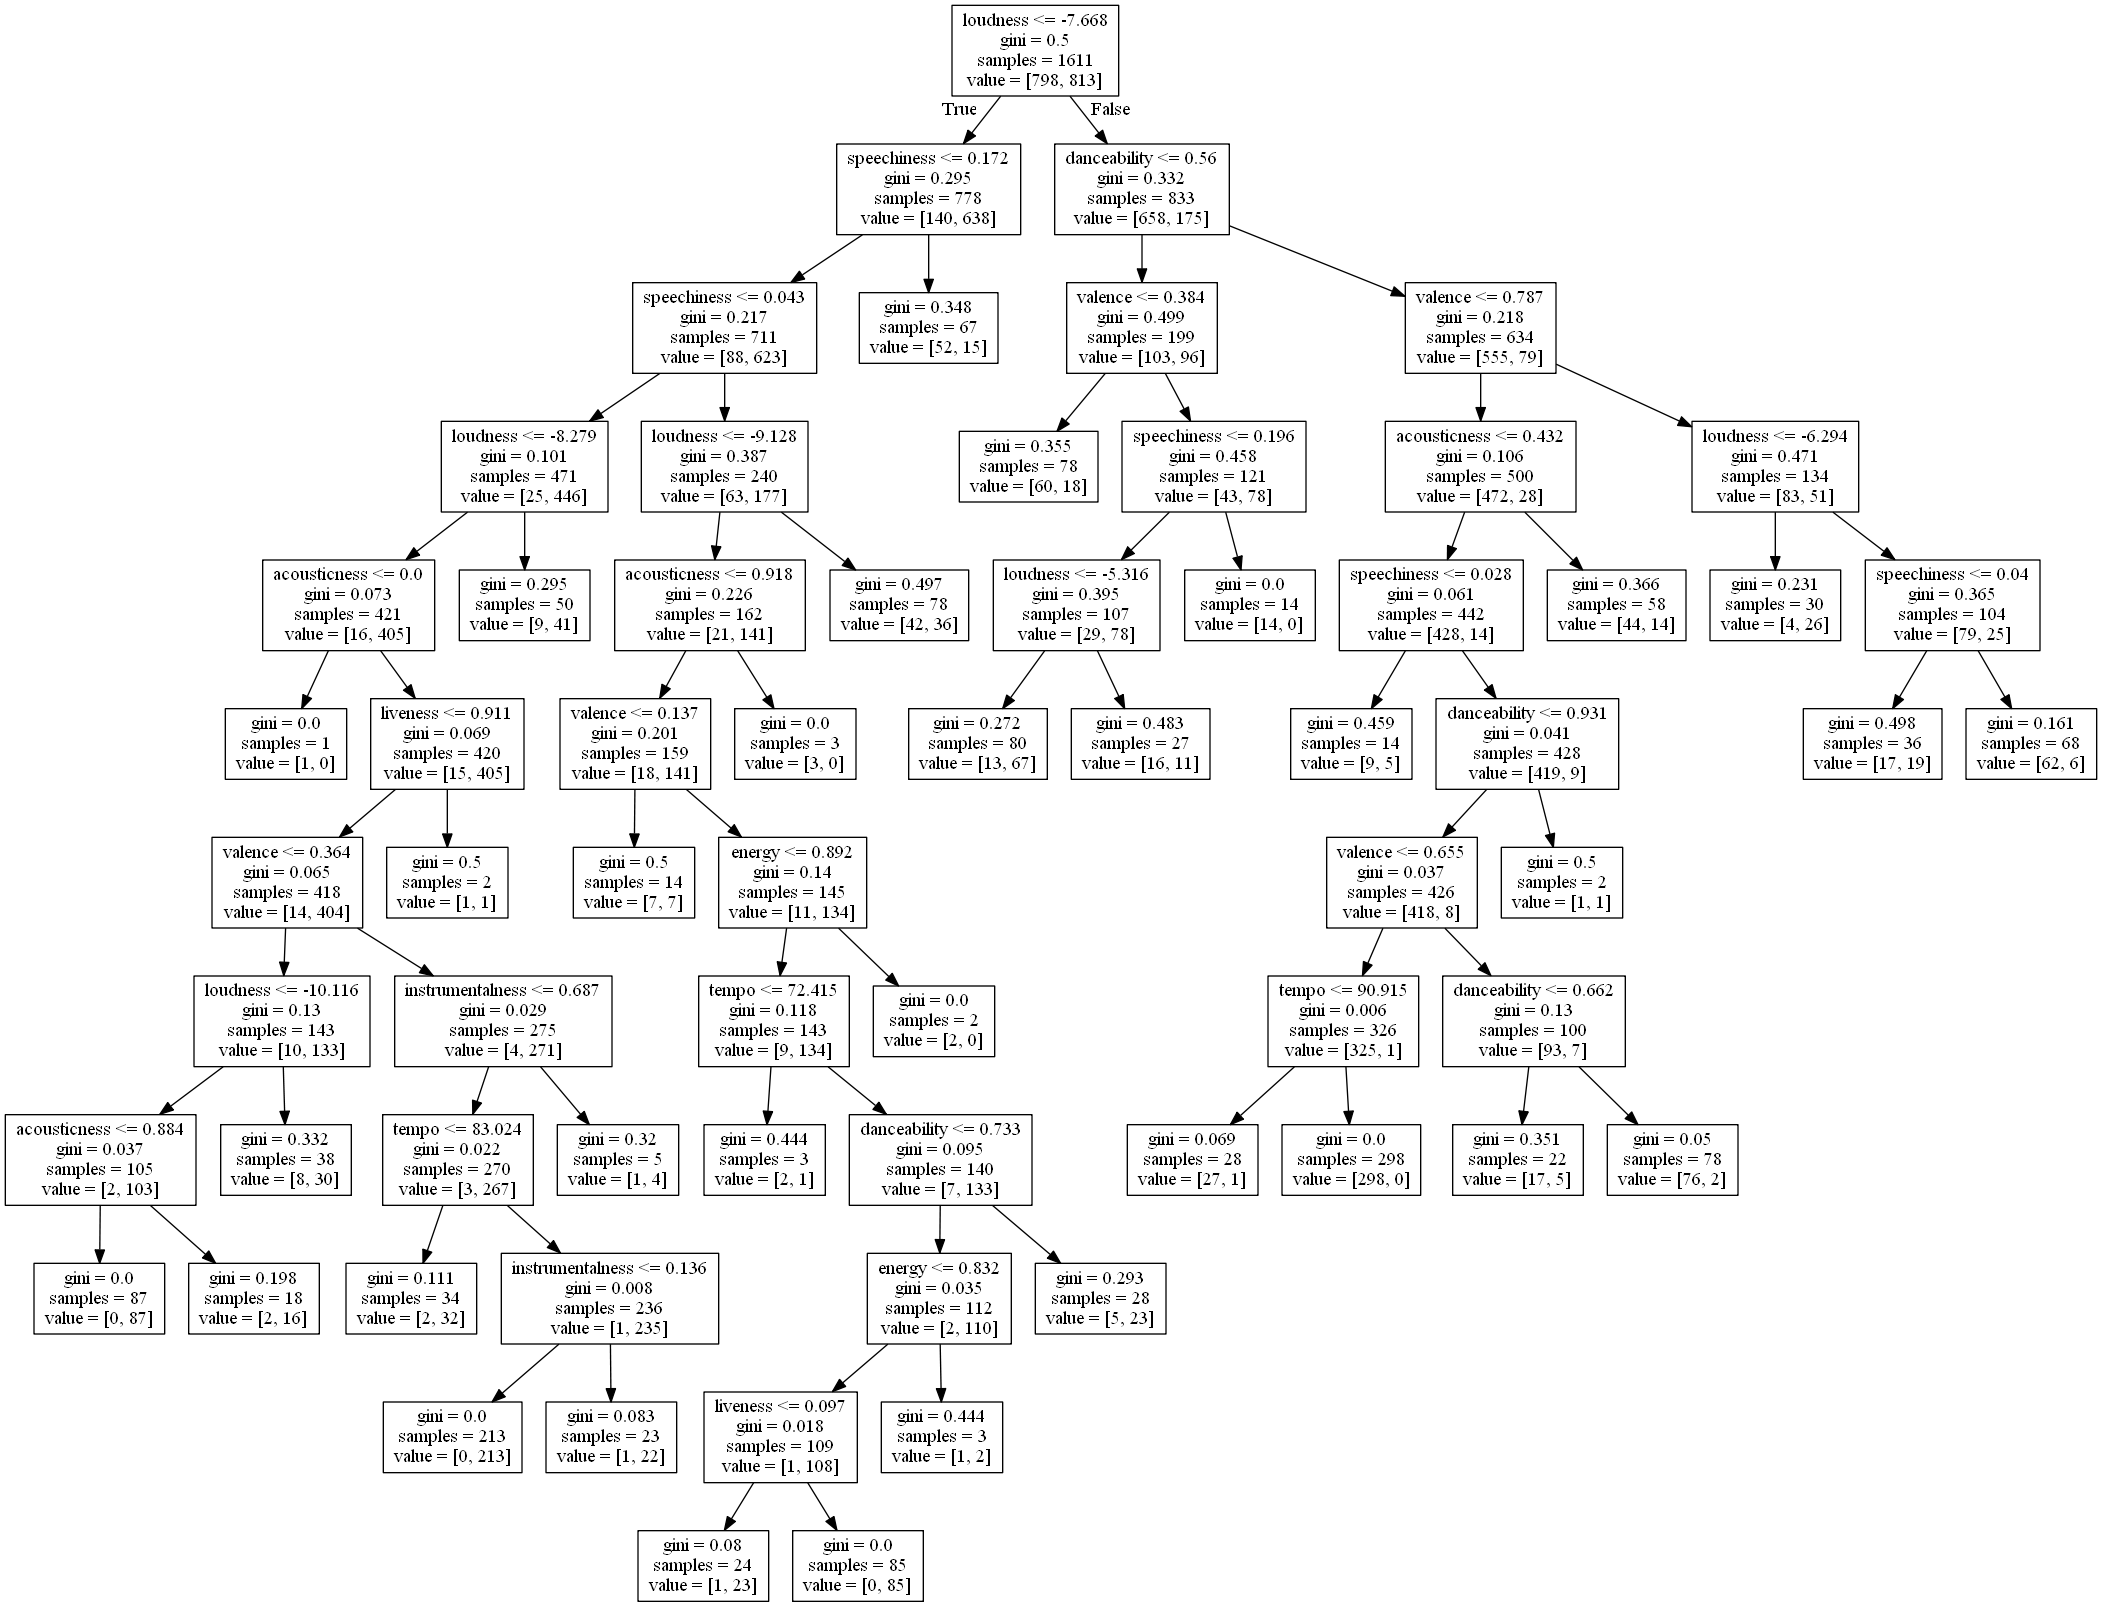 loudness <= -7.668
gini = 0.5
samples = 1611
value = [798, 813]
True
False
speechiness <= 0.172
gini = 0.295
samples = 778
value = [140, 638]
danceability <= 0.56
gini = 0.332
samples = 833
value = [658, 175]
speechiness <= 0.043
gini = 0.217
samples = 711
value = [88, 623]
gini = 0.348
samples = 67
value = [52, 15]
valence <= 0.384
gini = 0.499
samples = 199
value = [103, 96]
valence <= 0.787
gini = 0.218
samples = 634
value = [555, 79]
loudness <= -8.279
gini = 0.101
samples = 471
value = [25, 446]
loudness <= -9.128
gini = 0.387
samples = 240
value = [63, 177]
gini = 0.355
samples = 78
value = [60, 18]
speechiness <= 0.196
gini = 0.458
samples = 121
value = [43, 78]
acousticness <= 0.432
gini = 0.106
samples = 500
value = [472, 28]
loudness <= -6.294
gini = 0.471
samples = 134
value = [83, 51]
acousticness <= 0.0
gini = 0.073
samples = 421
value = [16, 405]
gini = 0.295
samples = 50
value = [9, 41]
acousticness <= 0.918
gini = 0.226
samples = 162
value = [21, 141]
gini = 0.497
samples = 78
value = [42, 36]
loudness <= -5.316
gini = 0.395
samples = 107
value = [29, 78]
gini = 0.0
samples = 14
value = [14, 0]
speechiness <= 0.028
gini = 0.061
samples = 442
value = [428, 14]
gini = 0.366
samples = 58
value = [44, 14]
gini = 0.231
samples = 30
value = [4, 26]
speechiness <= 0.04
gini = 0.365
samples = 104
value = [79, 25]
gini = 0.0
samples = 1
value = [1, 0]
liveness <= 0.911
gini = 0.069
samples = 420
value = [15, 405]
valence <= 0.137
gini = 0.201
samples = 159
value = [18, 141]
gini = 0.0
samples = 3
value = [3, 0]
gini = 0.272
samples = 80
value = [13, 67]
gini = 0.483
samples = 27
value = [16, 11]
gini = 0.459
samples = 14
value = [9, 5]
danceability <= 0.931
gini = 0.041
samples = 428
value = [419, 9]
gini = 0.498
samples = 36
value = [17, 19]
gini = 0.161
samples = 68
value = [62, 6]
valence <= 0.364
gini = 0.065
samples = 418
value = [14, 404]
gini = 0.5
samples = 2
value = [1, 1]
gini = 0.5
samples = 14
value = [7, 7]
energy <= 0.892
gini = 0.14
samples = 145
value = [11, 134]
valence <= 0.655
gini = 0.037
samples = 426
value = [418, 8]
gini = 0.5
samples = 2
value = [1, 1]
loudness <= -10.116
gini = 0.13
samples = 143
value = [10, 133]
instrumentalness <= 0.687
gini = 0.029
samples = 275
value = [4, 271]
tempo <= 72.415
gini = 0.118
samples = 143
value = [9, 134]
gini = 0.0
samples = 2
value = [2, 0]
tempo <= 90.915
gini = 0.006
samples = 326
value = [325, 1]
danceability <= 0.662
gini = 0.13
samples = 100
value = [93, 7]
acousticness <= 0.884
gini = 0.037
samples = 105
value = [2, 103]
gini = 0.332
samples = 38
value = [8, 30]
tempo <= 83.024
gini = 0.022
samples = 270
value = [3, 267]
gini = 0.32
samples = 5
value = [1, 4]
gini = 0.444
samples = 3
value = [2, 1]
danceability <= 0.733
gini = 0.095
samples = 140
value = [7, 133]
gini = 0.069
samples = 28
value = [27, 1]
gini = 0.0
samples = 298
value = [298, 0]
gini = 0.351
samples = 22
value = [17, 5]
gini = 0.05
samples = 78
value = [76, 2]
gini = 0.0
samples = 87
value = [0, 87]
gini = 0.198
samples = 18
value = [2, 16]
gini = 0.111
samples = 34
value = [2, 32]
instrumentalness <= 0.136
gini = 0.008
samples = 236
value = [1, 235]
energy <= 0.832
gini = 0.035
samples = 112
value = [2, 110]
gini = 0.293
samples = 28
value = [5, 23]
gini = 0.0
samples = 213
value = [0, 213]
gini = 0.083
samples = 23
value = [1, 22]
liveness <= 0.097
gini = 0.018
samples = 109
value = [1, 108]
gini = 0.444
samples = 3
value = [1, 2]
gini = 0.08
samples = 24
value = [1, 23]
gini = 0.0
samples = 85
value = [0, 85]